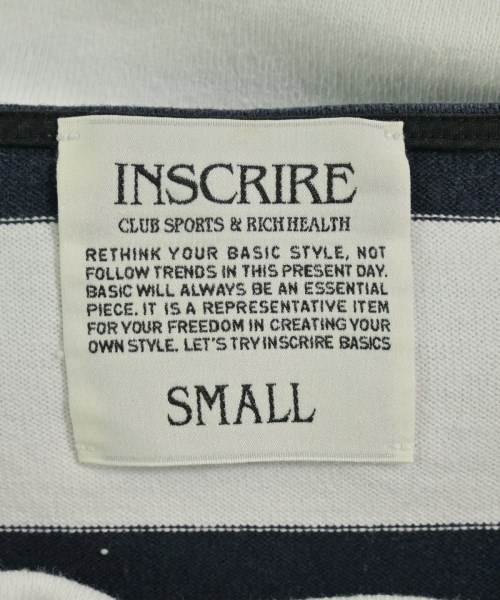 INSCRIRE
CLUB SPORTS & RICH HEALTH
RETHINK YOUR BASIC STYLE, NOT
FOLLOW TRENDS IN THIS PRESENT DAY.
BASIC WILL ALWAYS BE AN ESSENTIAL
PIECE. IT IS A REPRESENTATIVE ITEM
FOR YOUR FREEDOM IN CREATING YOUR
OWN STYLE. LET'S TRY INSCRIRE BASICS
SMALL